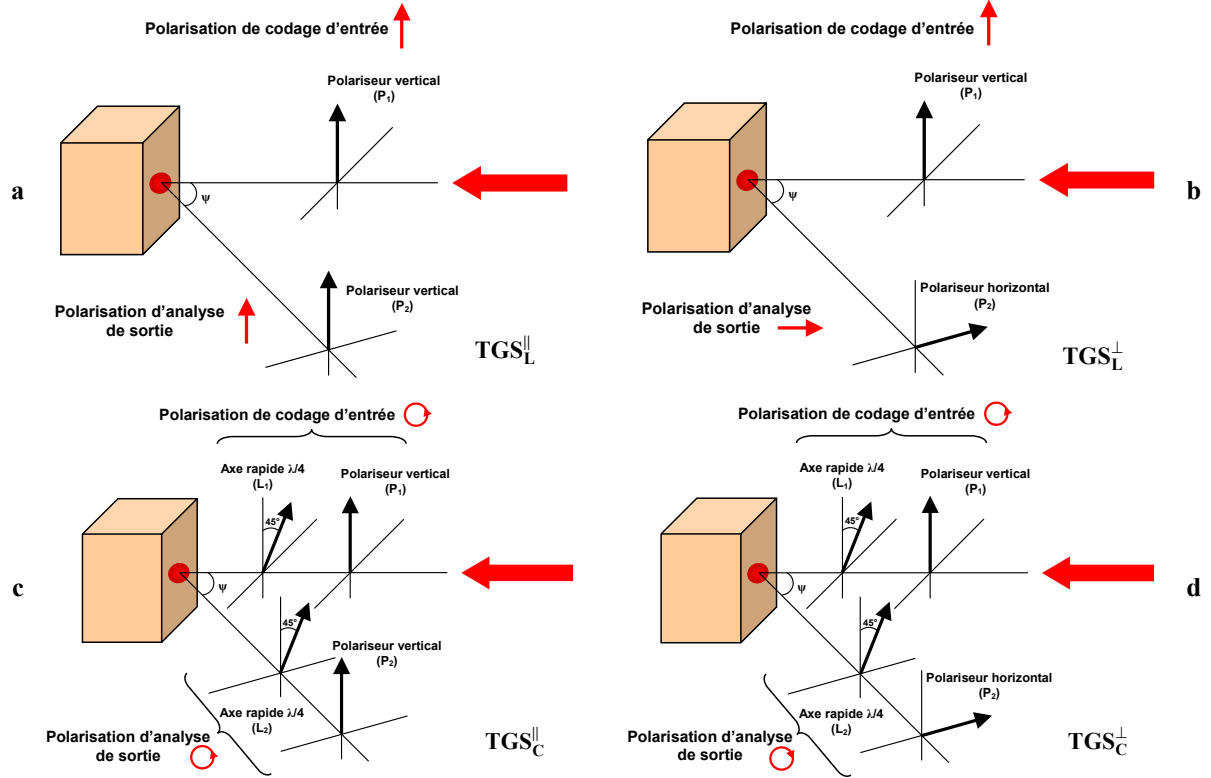 a
Polarisation de codage d'entrée
Polariseur vertical
(P1)
ψ
Polarisation d'analyse
de sortie
Polariseur vertical
(P2)
TGS_L^||
b
Polarisation de codage d'entrée
Polariseur vertical
(P1)
ψ
Polarisation d'analyse
de sortie
Polariseur horizontal
(P2)
TGS_L^⊥
c
Polarisation de codage d'entrée
Axe rapide λ/4
(L1)
Polariseur vertical
(P1)
45°
ψ
45°
Polariseur vertical
(P2)
Axe rapide λ/4
(L2)
Polarisation d'analyse
de sortie
TGS_C^||
d
Polarisation de codage d'entrée
Axe rapide λ/4
(L1)
Polariseur vertical
(P1)
45°
ψ
45°
Polariseur horizontal
(P2)
Axe rapide λ/4
(L2)
Polarisation d'analyse
de sortie
TGS_C^⊥